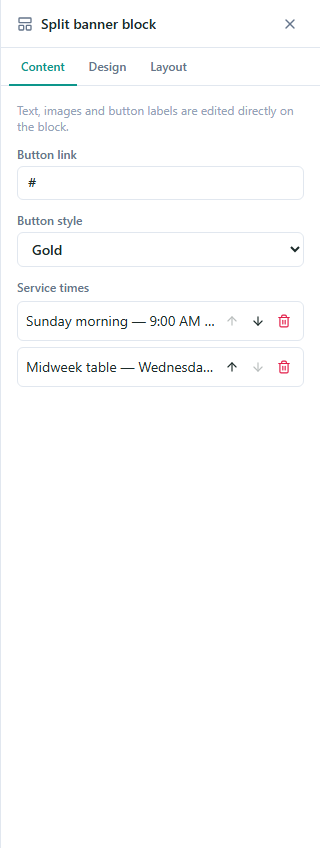 Split banner block
Content
Design
Layout
Text, images and button labels are edited directly on
the block.
Button link
#
Button style
Gold
Service times
Sunday morning — 9:00 AM ...
Midweek table — Wednesda...